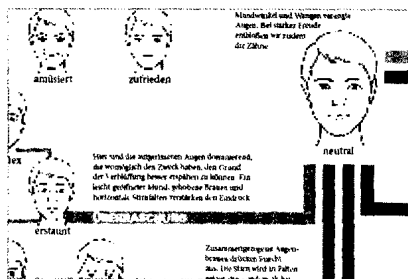 Mundwinkel und Wangen
Augen. Bei starker Freude
entblößen wir zudem
die Zähne
amüsiert
zufrieden
neutral
lex
Hier sind die aufgerissenen Augen dominierend,
die womöglich den Zweck haben, den Grund
der Verblüffung besser erspähen zu können. Ein
leicht geöffneter Mund, gehobene Brauen und
horizontale Stirnfalten verstärken den Eindruck
erstaunt
Zusammengezogene Augen-
brauen drücken Furcht
aus. Die Stirn wird in Falten